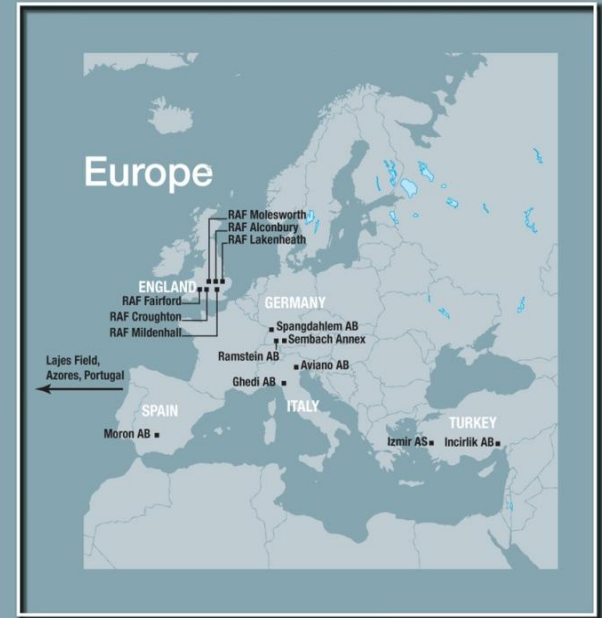 Europe
RAF Molesworth
RAF Alconbury
RAF Lakenheath
ENGLAND
RAF Fairford
RAF Croughton
RAF Mildenhall
GERMANY
Spangdahlem AB
Sembach Annex
Ramstein AB
Aviano AB
Ghedi AB
ITALY
Lajes Field,
Azores, Portugal
SPAIN
Moron AB
TURKEY
Izmir AS
Incirlik AB